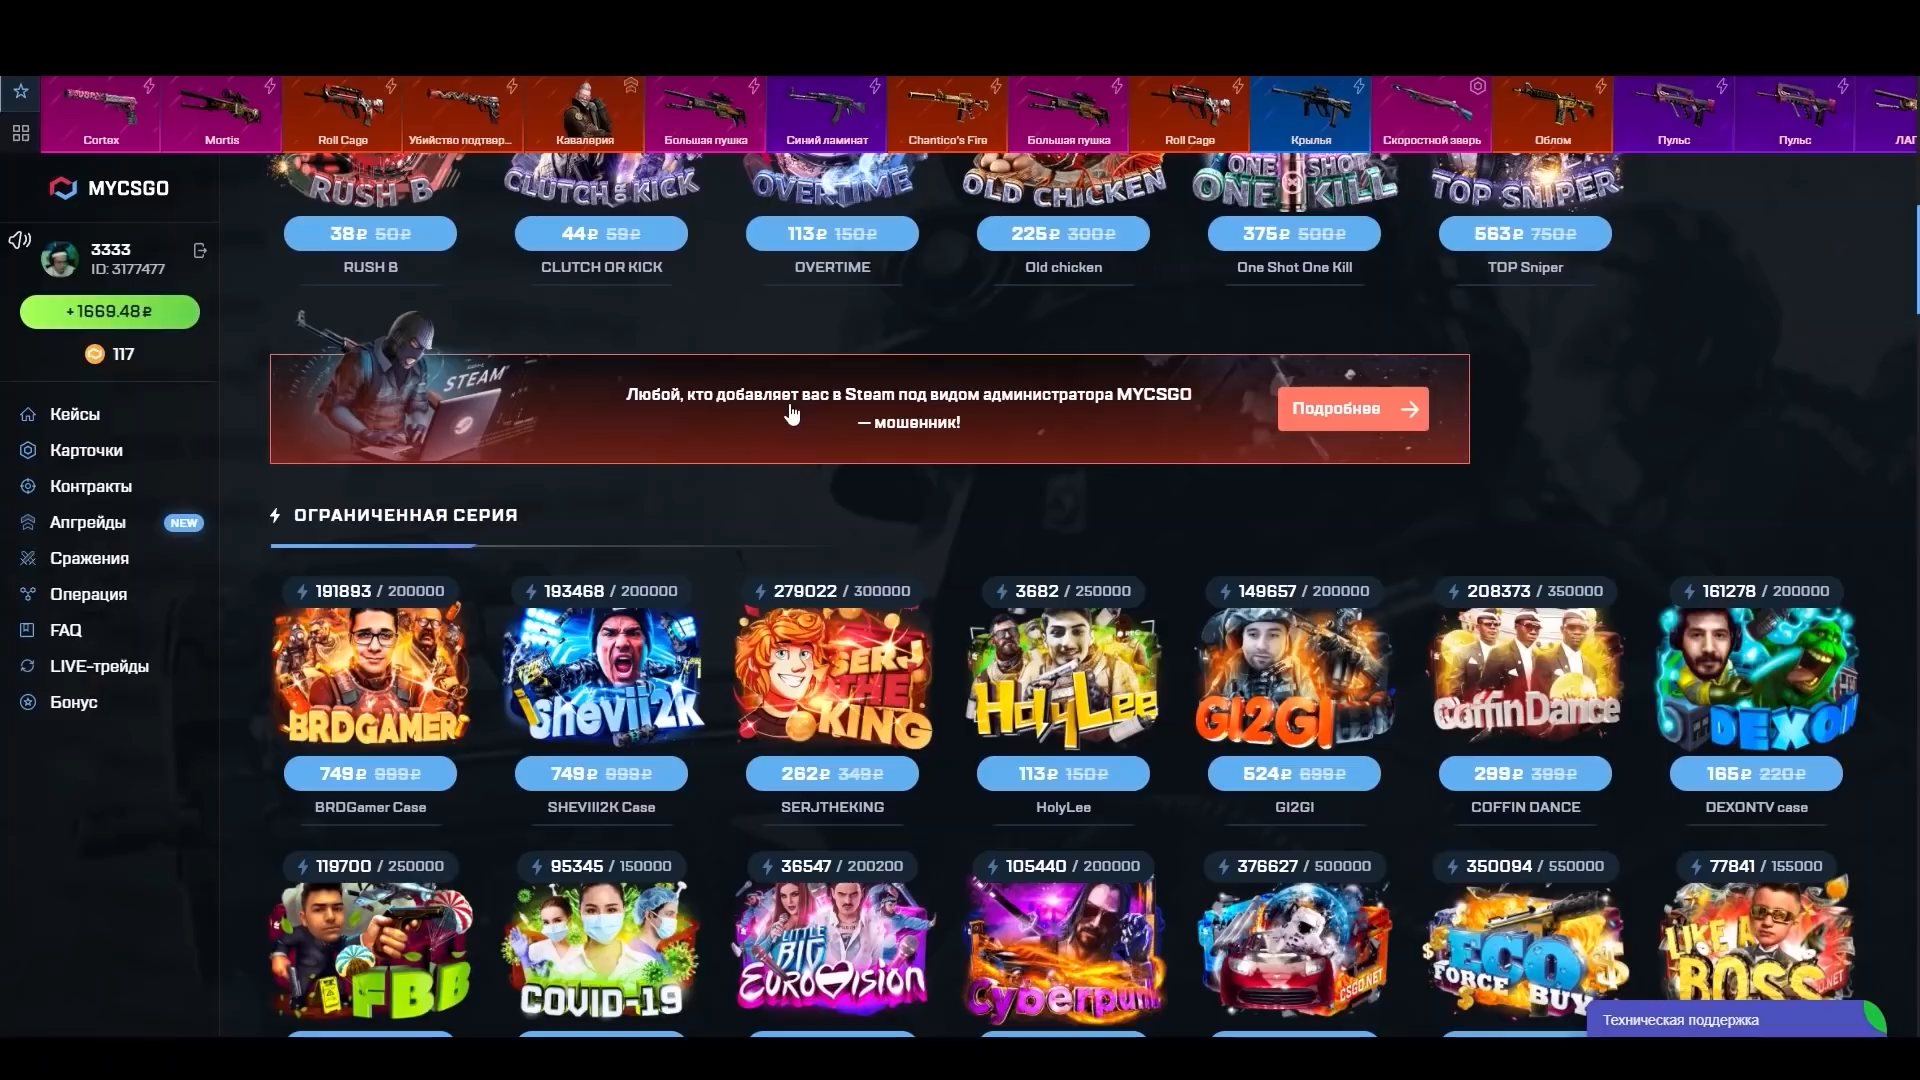 Cortex
Mortis
Roll Cage
Убийство подтвер...
Кавалерия
Большая пушка
Синий ламинат
Chantico's Fire
Большая пушка
Roll Cage
Крылья
Скоростной зверь
Облом
Пульс
Пульс
MYCSGO
3333
ID: 3177477
+1669.48₽
117
Кейсы
Карточки
Контракты
Апгрейды NEW
Сражения
Операция
FAQ
LIVE-трейды
Бонус
RUSH B
CLUTCH OR KICK
OVERTIME
OLD CHICKEN
ONE SHOT
ONE KILL
TOP SNIPER
38₽ 50₽
44₽ 59₽
113₽ 150₽
225₽ 300₽
375₽ 500₽
563₽ 750₽
RUSH B
CLUTCH OR KICK
OVERTIME
Old chicken
One Shot One Kill
TOP Sniper
STEAM
Любой, кто добавляет вас в Steam под видом администратора MYCSGO
— мошенник!
Подробнее
ОГРАНИЧЕННАЯ СЕРИЯ
191893 / 200000
193468 / 200000
279022 / 300000
3682 / 250000
149657 / 200000
208373 / 350000
161278 / 200000
BRDGAMER
Shevii2k
SERJ
THE
KING
HolyLee
GI2GI
CoffinDance
DEXON
749₽ 999₽
749₽ 999₽
262₽ 349₽
113₽ 150₽
524₽ 699₽
299₽ 399₽
165₽ 220₽
BRDGamer Case
SHEVIII2K Case
SERJTHEKING
HolyLee
GI2GI
COFFIN DANCE
DEXONTV case
119700 / 250000
95345 / 150000
36547 / 200200
105440 / 200000
376627 / 500000
350094 / 550000
77841 / 155000
FBB
COVID-19
LITTLE
BIG
EUROVISION
Cyberpunk
CSGO.NET
ECO
FORCE BUY
LIKE A
BOSS
Техническая поддержка